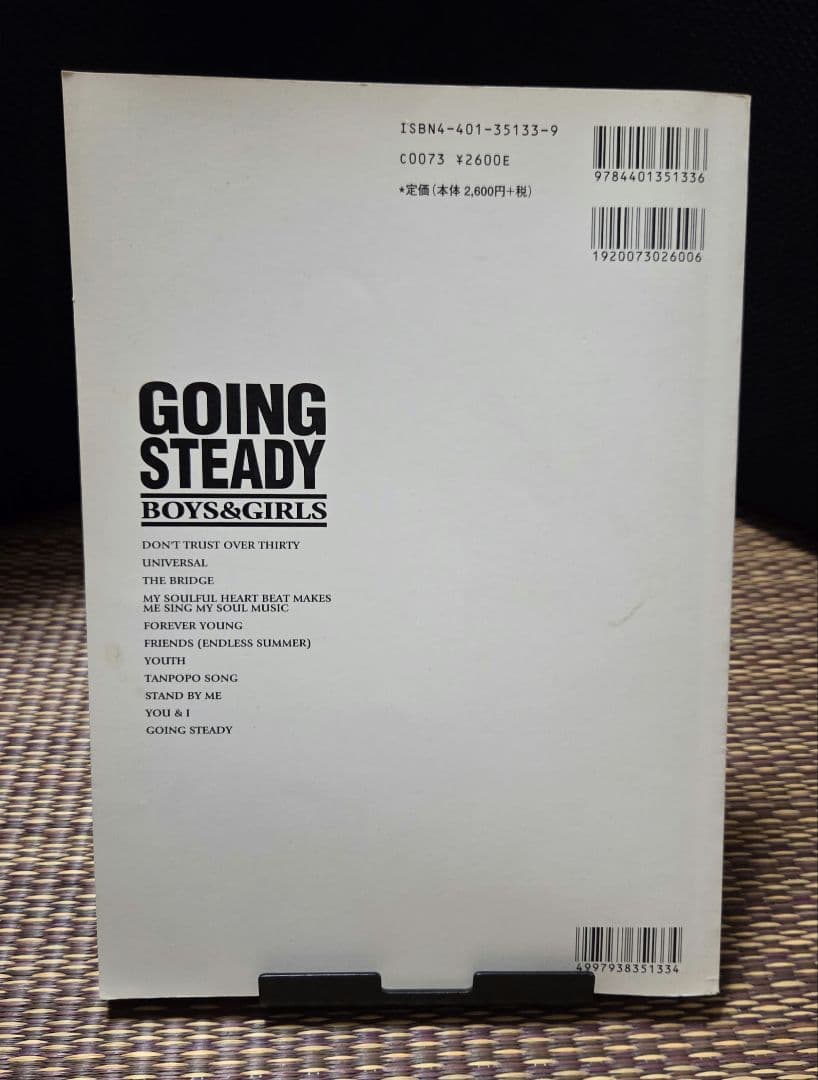 ISBN4-401-35133-9
C0073 ¥2600E
*定価(本体 2,600円+税)
9784401351336
1920073026006
GOING
STEADY
BOYS&GIRLS
DON'T TRUST OVER THIRTY
UNIVERSAL
THE BRIDGE
MY SOULFUL HEART BEAT MAKES
ME SING MY SOUL MUSIC
FOREVER YOUNG
FRIENDS (ENDLESS SUMMER)
YOUTH
TANPOPO SONG
STAND BY ME
YOU & I
GOING STEADY
4997938351334